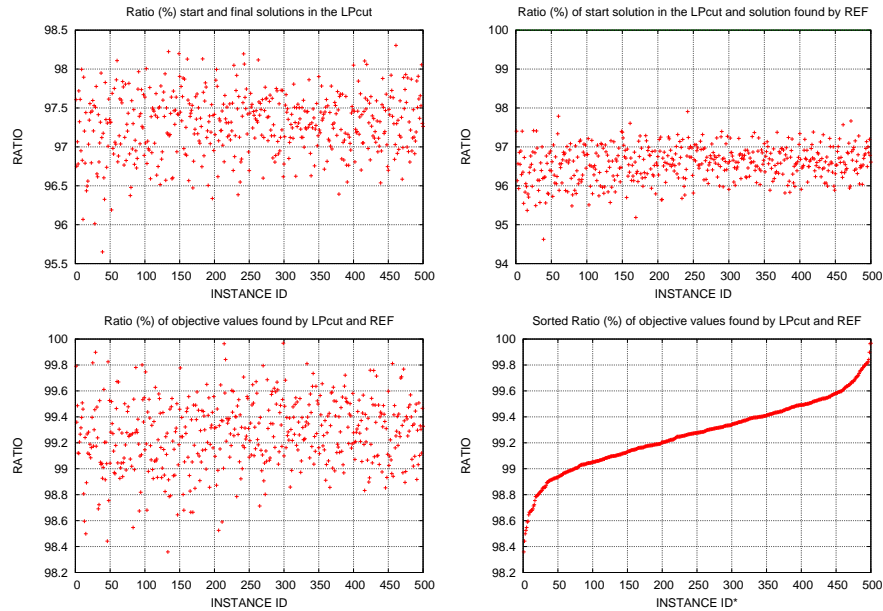 Ratio (%) start and final solutions in the LPcut
98.5
98
97.5
97
96.5
96
95.5
RATIO
0 50 100 150 200 250 300 350 400 450 500
INSTANCE ID
Ratio (%) of start solution in the LPcut and solution found by REF
100
99
98
97
96
95
94
RATIO
0 50 100 150 200 250 300 350 400 450 500
INSTANCE ID
Ratio (%) of objective values found by LPcut and REF
100
99.8
99.6
99.4
99.2
99
98.8
98.6
98.4
98.2
RATIO
0 50 100 150 200 250 300 350 400 450 500
INSTANCE ID
Sorted Ratio (%) of objective values found by LPcut and REF
100
99.8
99.6
99.4
99.2
99
98.8
98.6
98.4
98.2
RATIO
0 50 100 150 200 250 300 350 400 450 500
INSTANCE ID*